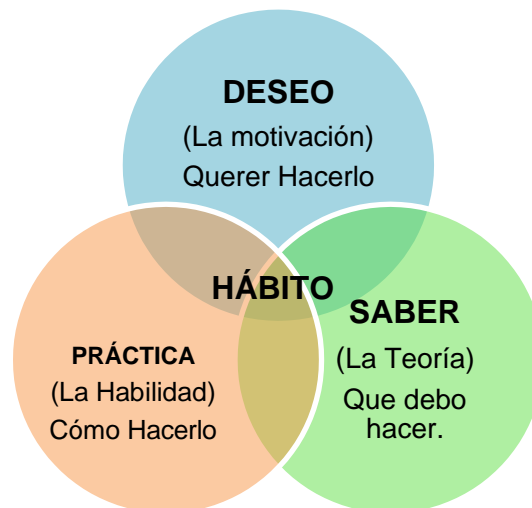 DESEO
(La motivación)
Querer Hacerlo
HÁBITO
PRÁCTICA
(La Habilidad)
Cómo Hacerlo
SABER
(La Teoría)
Que debo
hacer.